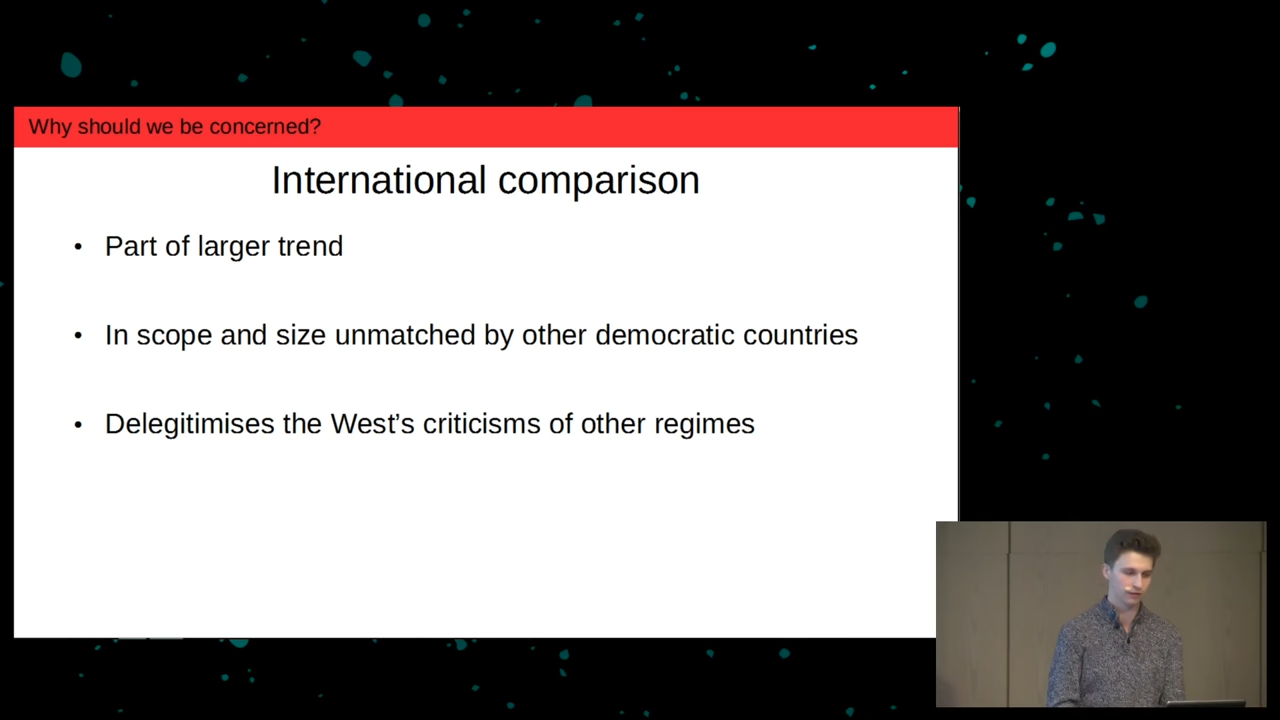 Why should we be concerned?
International comparison
• Part of larger trend
• In scope and size unmatched by other democratic countries
• Delegitimises the West’s criticisms of other regimes